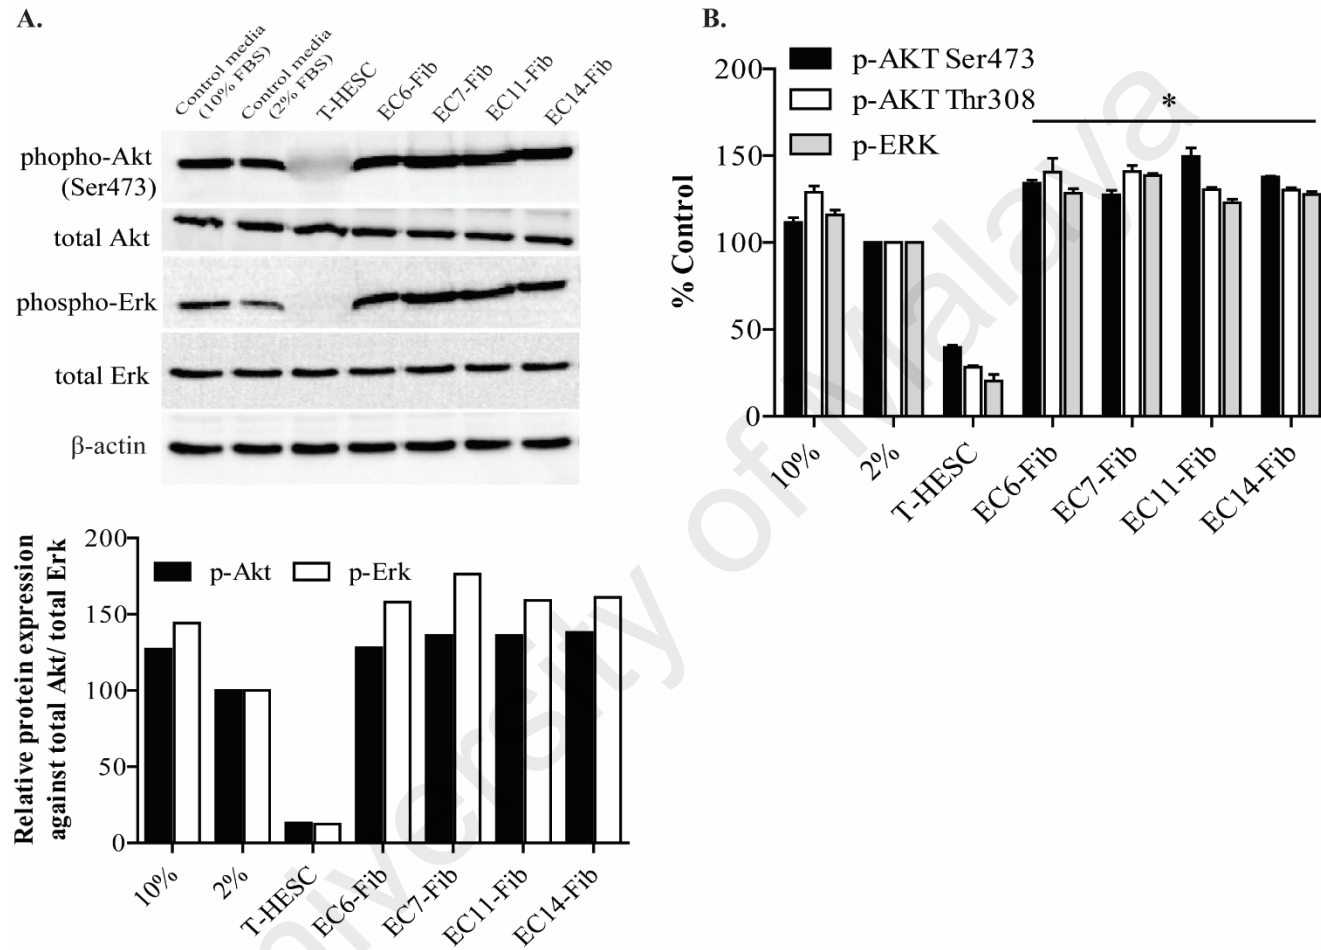 A.
Control media
(10% FBS)
Control media
(2% FBS)
T-HESC
EC6-Fib
EC7-Fib
EC11-Fib
EC14-Fib
phopho-Akt
(Ser473)
total Akt
phospho-Erk
total Erk
β-actin
200
150
100
50
0
Relative protein expression
against total Akt/ total Erk
p-Akt
p-Erk
10%
2%
T-HESC
EC6-Fib
EC7-Fib
EC11-Fib
EC14-Fib
B.
p-AKT Ser473
p-AKT Thr308
p-ERK
*
200
150
100
50
0
% Control
10%
2%
T-HESC
EC6-Fib
EC7-Fib
EC11-Fib
EC14-Fib
niversity of Malaya